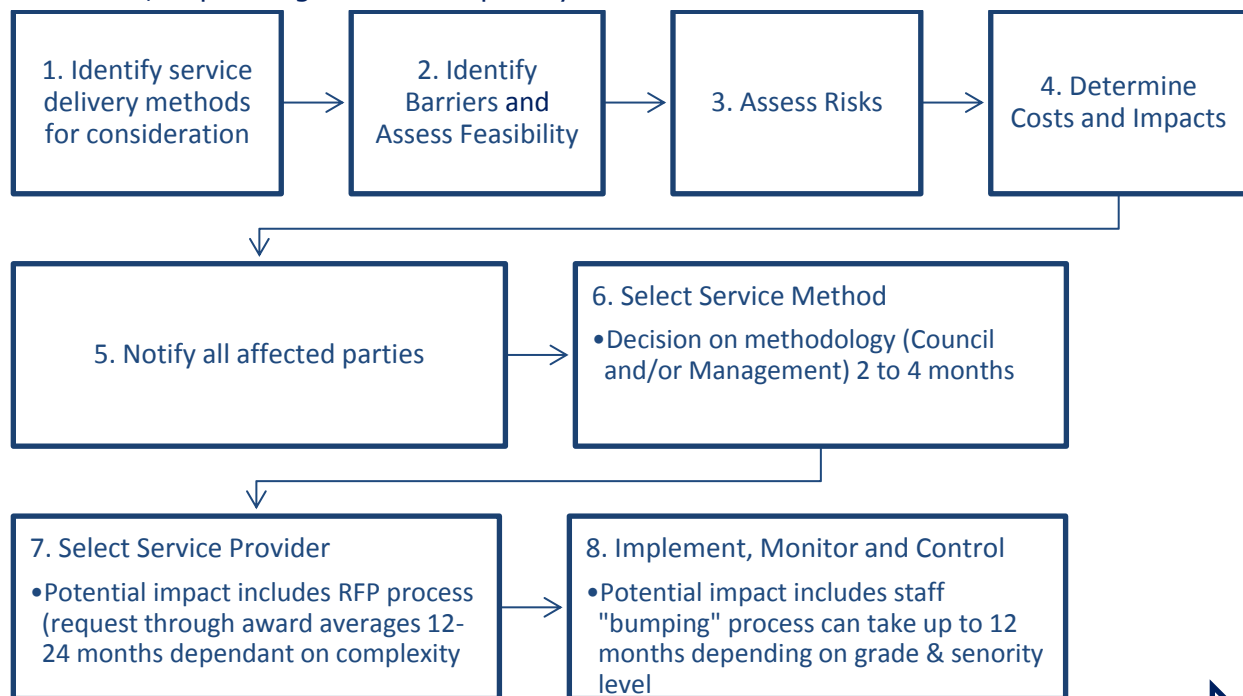 1. Identify service
delivery methods
for consideration
2. Identify
Barriers and
Assess Feasibility
3. Assess Risks
4. Determine
Costs and Impacts
5. Notify all affected parties
6. Select Service Method
•Decision on methodology (Council
and/or Management) 2 to 4 months
7. Select Service Provider
•Potential impact includes RFP process
(request through award averages 12-
24 months dependant on complexity
8. Implement, Monitor and Control
•Potential impact includes staff
"bumping" process can take up to 12
months depending on grade & senority
level